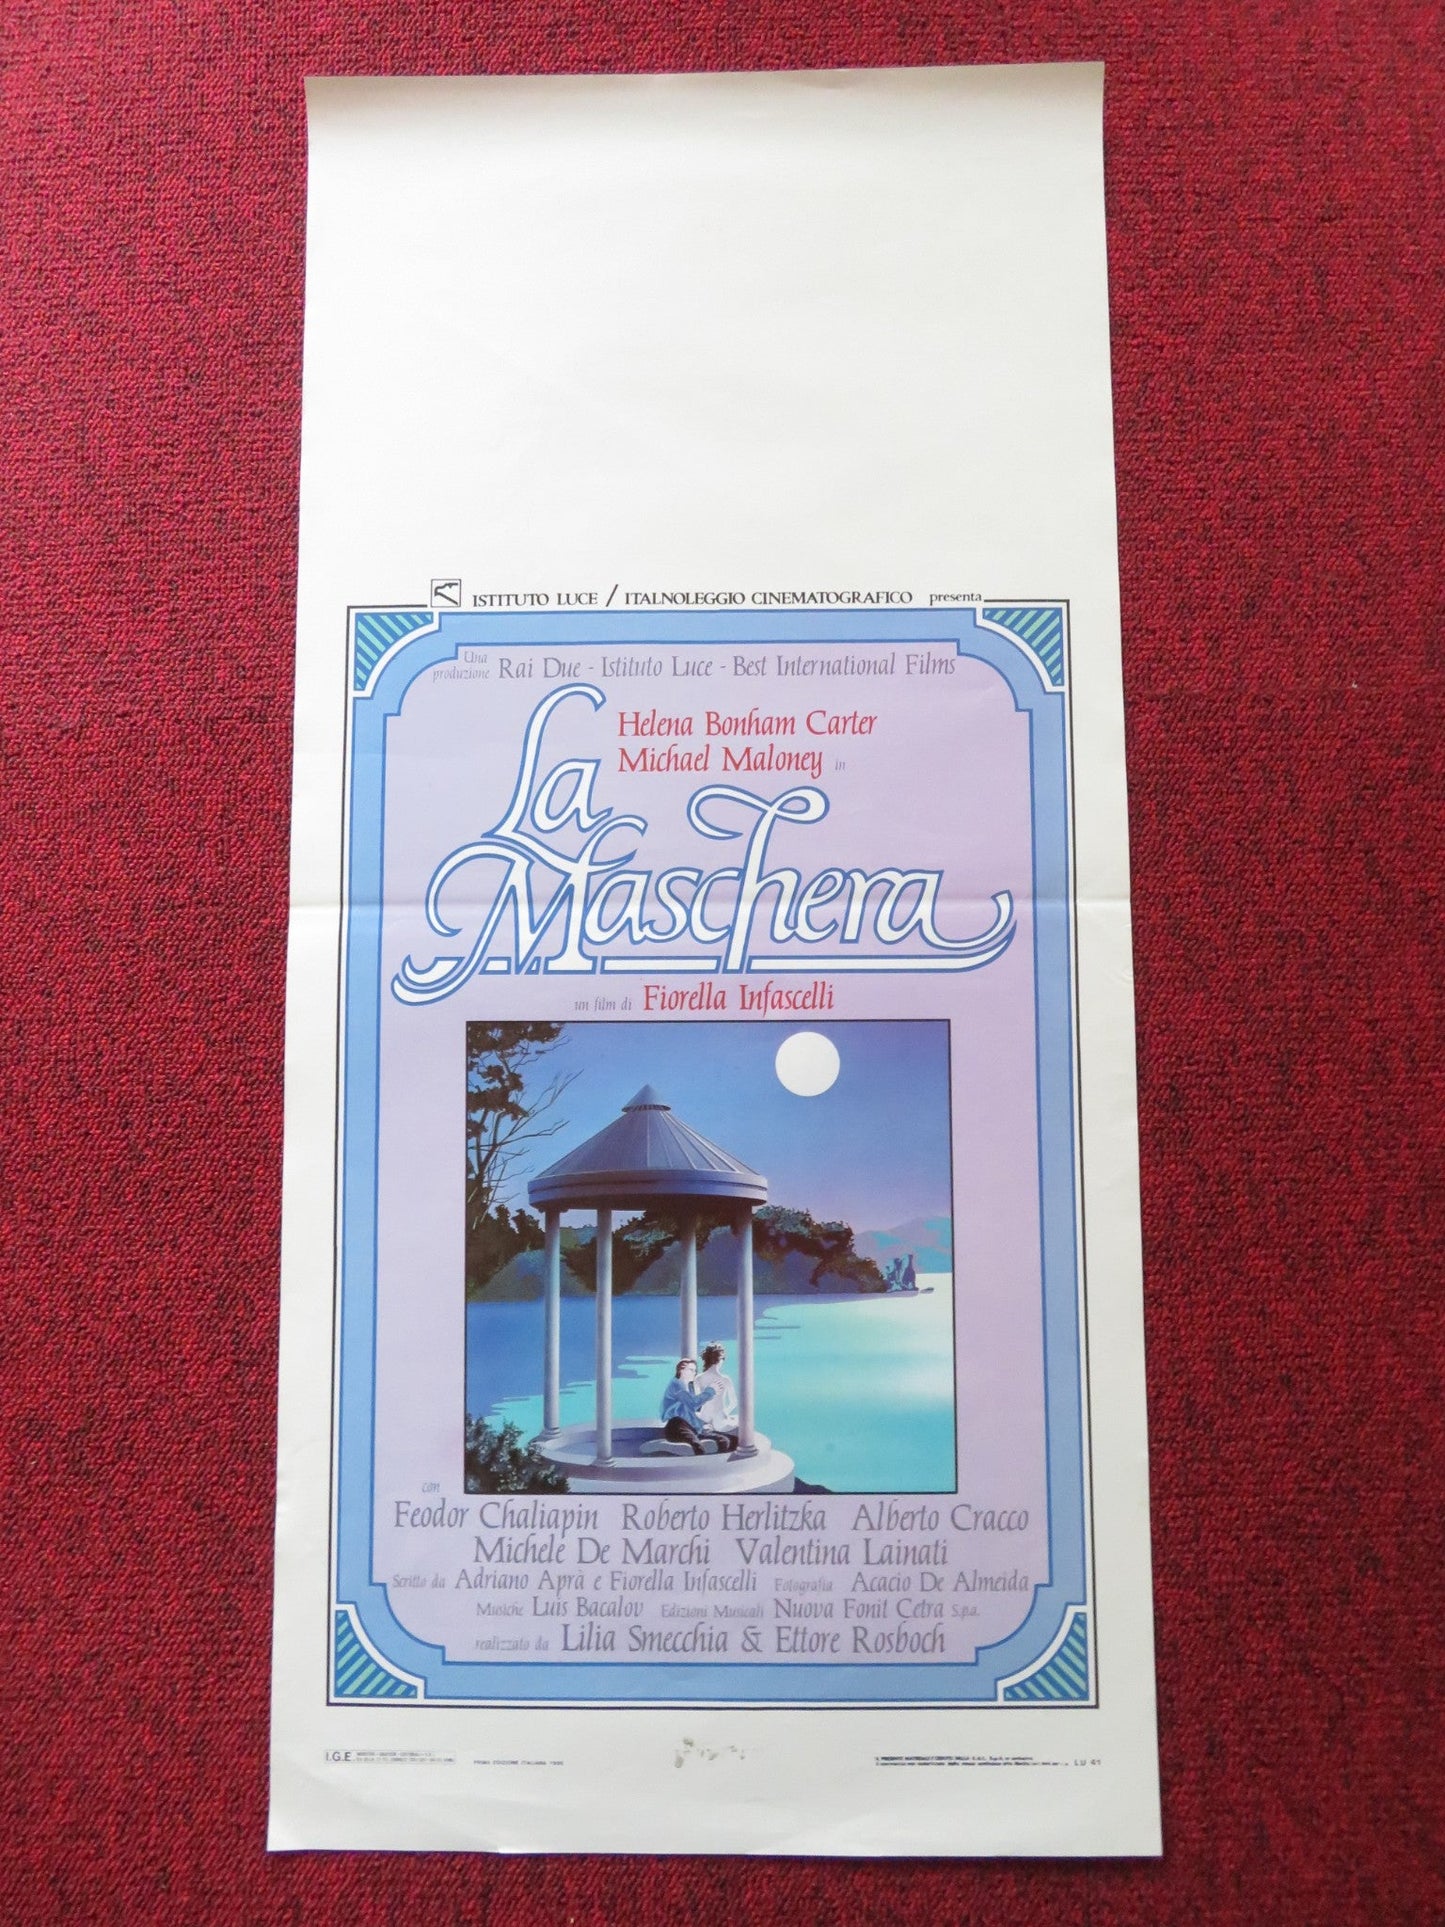 ISTITUTO LUCE / ITALNOLEGGIO CINEMATOGRAFICO presenta
Una produzione Rai Due - Istituto Luce - Best International Films
Helena Bonham Carter
Michael Maloney in
La
Maschera
un film di Fiorella Infascelli
con
Feodor Chaliapin Roberto Herlitzka Alberto Cracco
Michele De Marchi Valentina Lainati
Scritto da Adriano Aprà e Fiorella Infascelli Fotografia Acacio De Almeida
Musiche Luis Bacalov Edizioni Musicali Nuova Fonit Cetra S.p.a.
realizzato da Lilia Smecchia & Ettore Rosboch
I.G.E.
PRIMA EDIZIONE ITALIANA
LU 41